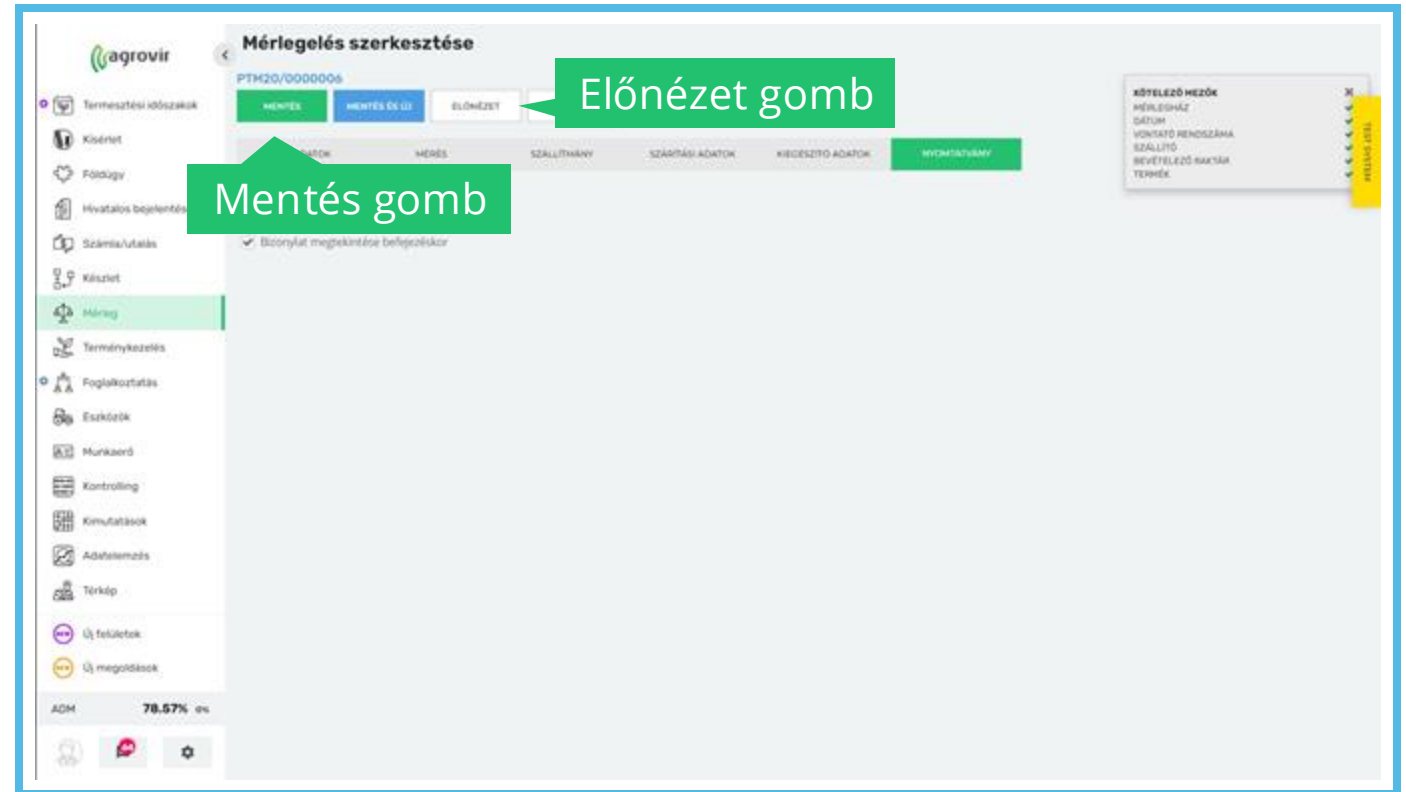 agrovir
Termesztési időszakok
Kísérlet
Földügy
Hivatalos bejelentés
Számla/utalás
Készlet
Mérleg
Terménykezelés
Foglalkoztatás
Eszközök
Munkaerő
Kontrolling
Kimutatások
Adatelemzés
Térkép
Új felületek
Új megoldások
ADM 78.57% 0%
Mérlegelés szerkesztése
PTM20/0000006
MENTÉS MENTÉS ÉS ÚJ ELŐNÉZET
Előnézet gomb
MÉRÉS SZÁLLÍTMÁNY SZÁRÍTÁSI ADATOK KIEGÉSZÍTŐ ADATOK NYOMTATVÁNY
Mentés gomb
Bizonylat megtekintése befejezéskor
KÖTELEZŐ MEZŐK
MÉRLEGHÁZ
DÁTUM
VONTATÓ RENDSZÁMA
SZÁLLÍTÓ
BEVÉTELEZŐ RAKTÁR
TERMÉK
TEST SYSTEM